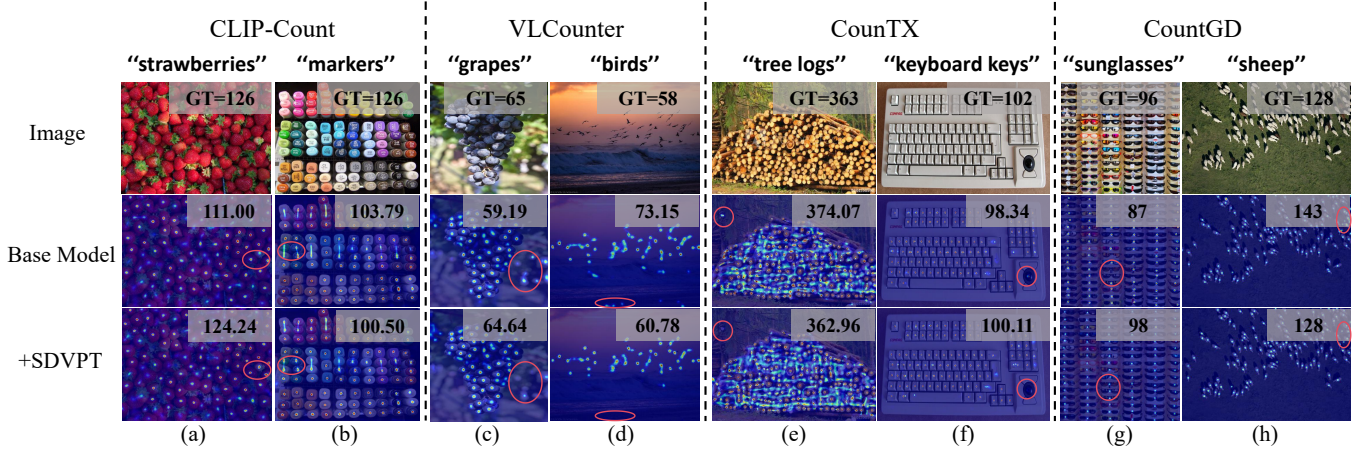 CLIP-Count VLCounter CounTX CountGD
“strawberries” “markers” “grapes” “birds” “tree logs” “keyboard keys” “sunglasses” “sheep”
Image GT=126 GT=126 GT=65 GT=58 GT=363 GT=102 GT=96 GT=128
Base Model 111.00 103.79 59.19 73.15 374.07 98.34 87 143
+SDVPT 124.24 100.50 64.64 60.78 362.96 100.11 98 128
(a) (b) (c) (d) (e) (f) (g) (h)